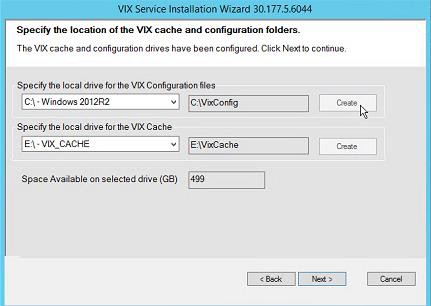 VIX Service Installation Wizard 30.177.5.6044
Specify the location of the VIX cache and configuration folders.
The VIX cache and configuration drives have been configured. Click Next to continue.
Specify the local drive for the VIX Configuration files
C:\ - Windows 2012R2 C:\VixConfig Create
Specify the local drive for the VIX Cache
E:\ - VIX_CACHE E:\VixCache Create
Space Available on selected drive (GB) 499
< Back Next > Cancel